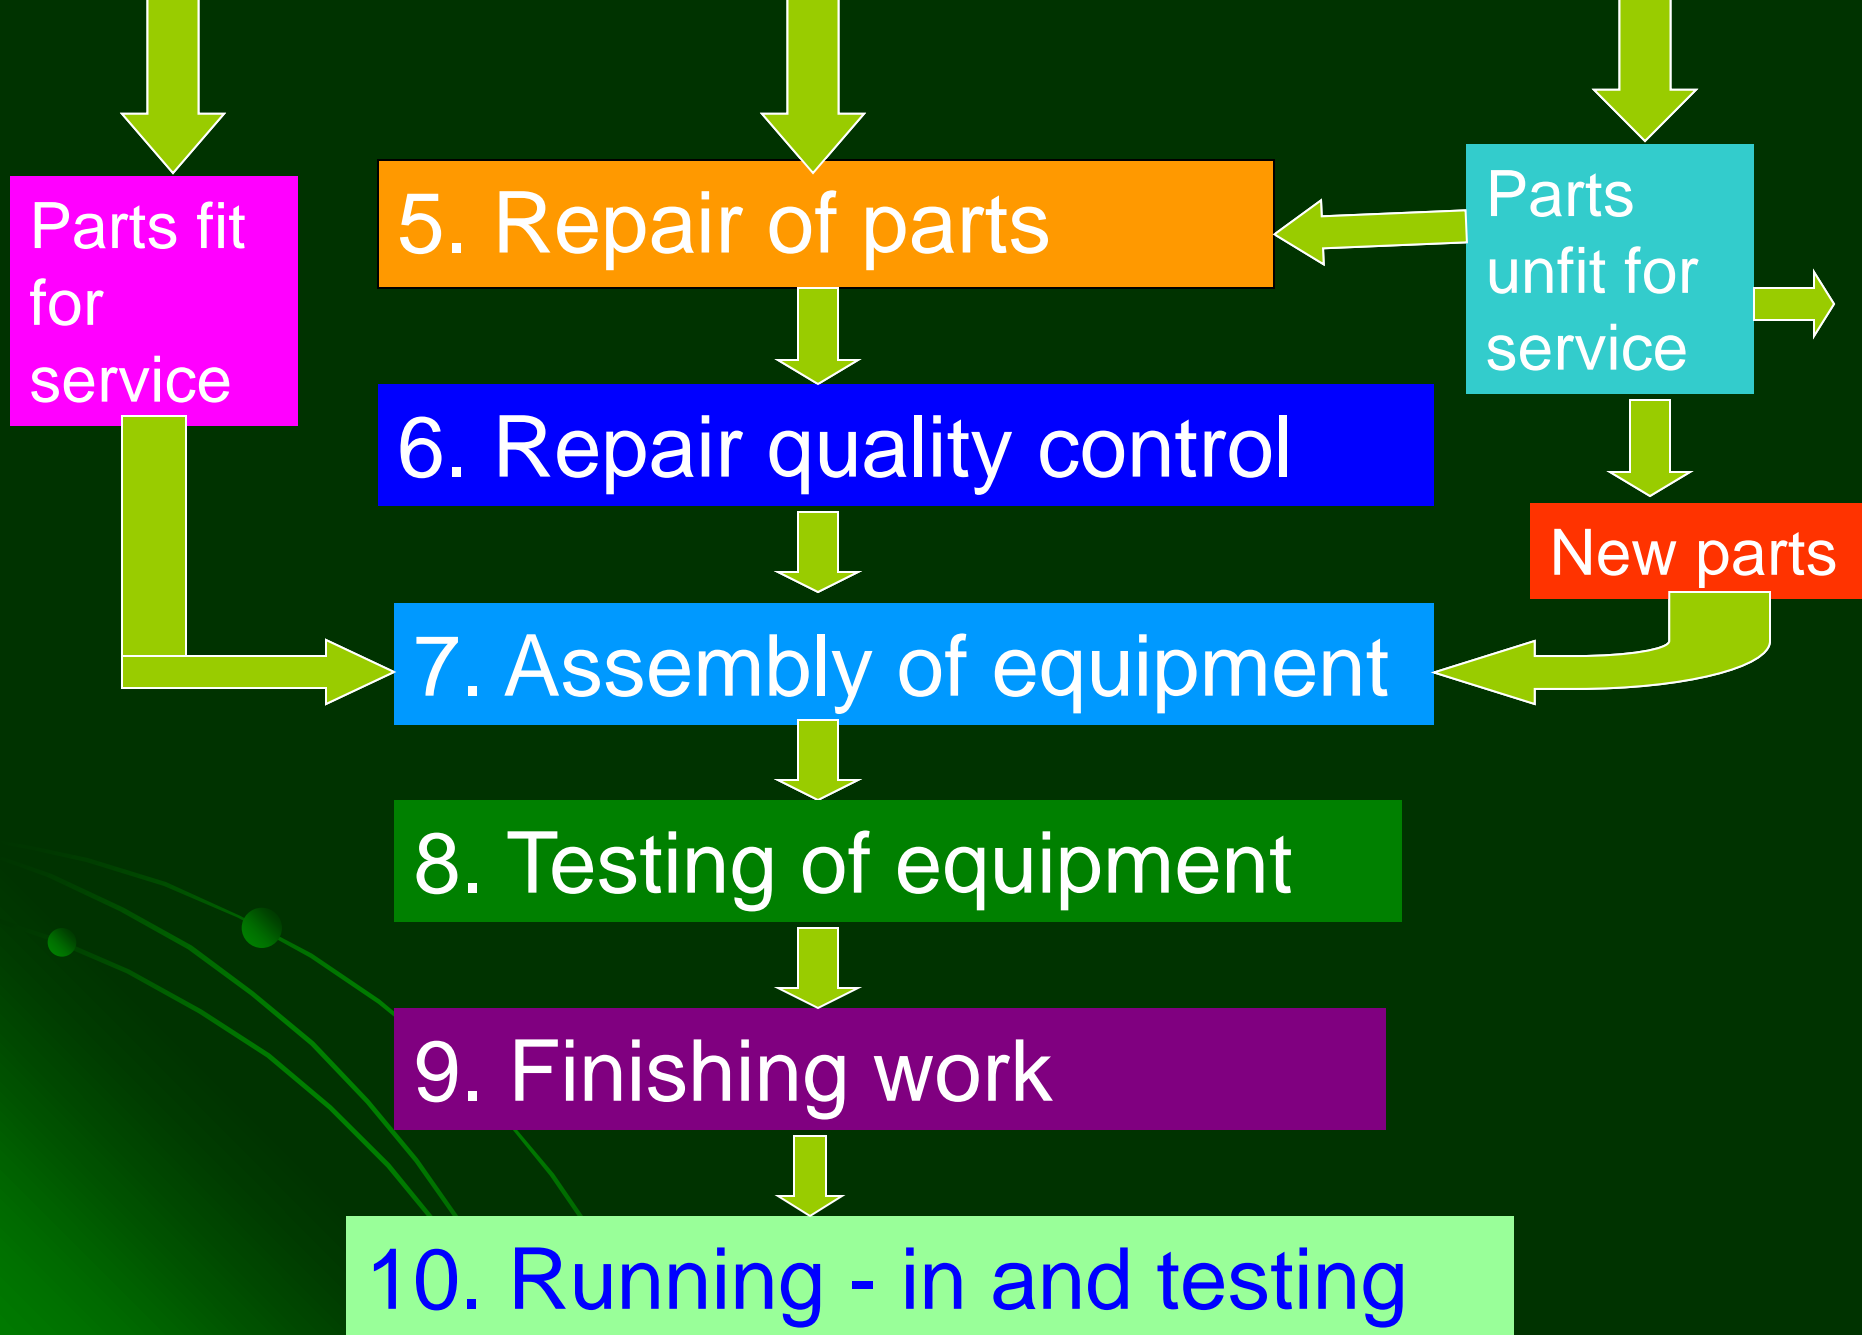 Parts fit
for
service
5. Repair of parts
Parts
unfit for
service
6. Repair quality control
New parts
7. Assembly of equipment
8. Testing of equipment
9. Finishing work
10. Running - in and testing